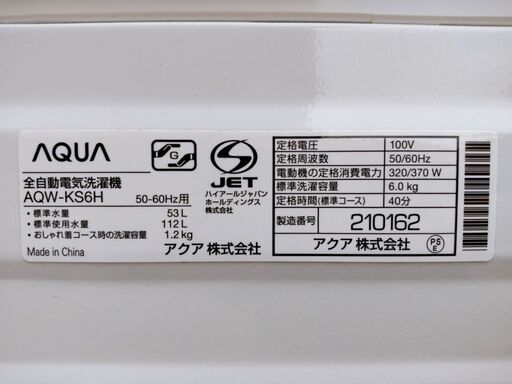 AQUA
G
S
JET
ハイアールジャパン
ホールディングス
株式会社
全自動電気洗濯機
AQW-KS6H 50-60Hz用
・標準水量 53 L
・標準使用水量 112 L
・おしゃれ着コース時の洗濯容量 1.2 kg
Made in China アクア 株式会社
定格電圧 100V
定格周波数 50/60Hz
電動機の定格消費電力 320/370 W
標準洗濯・脱水容量 6.0 kg
定格時間(標準コース) 40分
製造番号 210162
アクア 株式会社
PS
E